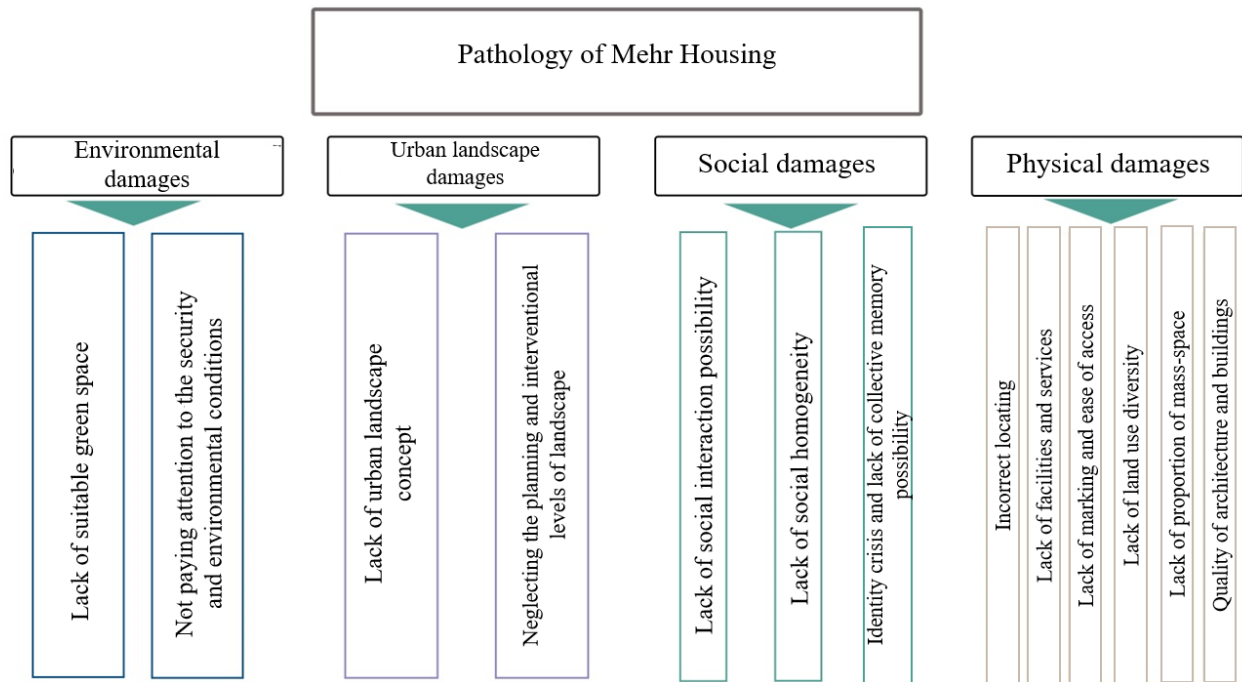 Pathology of Mehr Housing
Environmental
damages
Urban landscape
damages
Social damages
Physical damages
Lack of suitable green space
Not paying attention to the security
and environmental conditions
Lack of urban landscape
concept
Neglecting the planning and interventional
levels of landscape
Lack of social interaction possibility
Lack of social homogeneity
Identity crisis and lack of collective memory
possibility
Incorrect locating
Lack of facilities and services
Lack of marking and ease of access
Lack of land use diversity
Lack of proportion of mass-space
Quality of architecture and buildings